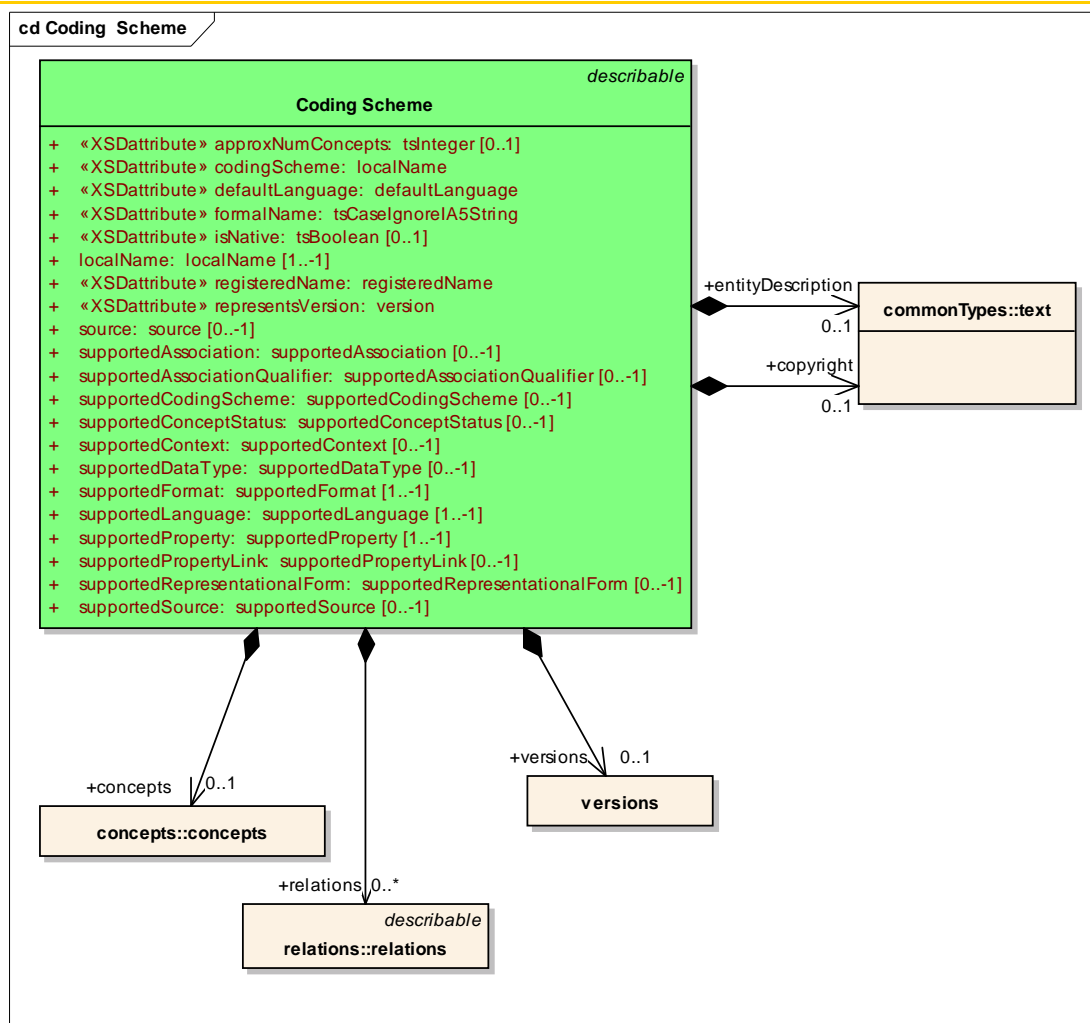 cd Coding Scheme
describable
Coding Scheme
+ «XSDattribute» approxNumConcepts: tsInteger [0..1]
+ «XSDattribute» codingScheme: localName
+ «XSDattribute» defaultLanguage: defaultLanguage
+ «XSDattribute» formalName: tsCaseIgnoreIA5String
+ «XSDattribute» isNative: tsBoolean [0..1]
+ localName: localName [1..-1]
+ «XSDattribute» registeredName: registeredName
+ «XSDattribute» representsVersion: version
+ source: source [0..-1]
+ supportedAssociation: supportedAssociation [0..-1]
+ supportedAssociationQualifier: supportedAssociationQualifier [0..-1]
+ supportedCodingScheme: supportedCodingScheme [0..-1]
+ supportedConceptStatus: supportedConceptStatus [0..-1]
+ supportedContext: supportedContext [0..-1]
+ supportedDataType: supportedDataType [0..-1]
+ supportedFormat: supportedFormat [1..-1]
+ supportedLanguage: supportedLanguage [1..-1]
+ supportedProperty: supportedProperty [1..-1]
+ supportedPropertyLink: supportedPropertyLink [0..-1]
+ supportedRepresentationalForm: supportedRepresentationalForm [0..-1]
+ supportedSource: supportedSource [0..-1]
+entityDescription
0..1
+copyright
0..1
commonTypes::text
+versions 0..1
versions
+concepts 0..1
concepts::concepts
+relations 0..*
describable
relations::relations